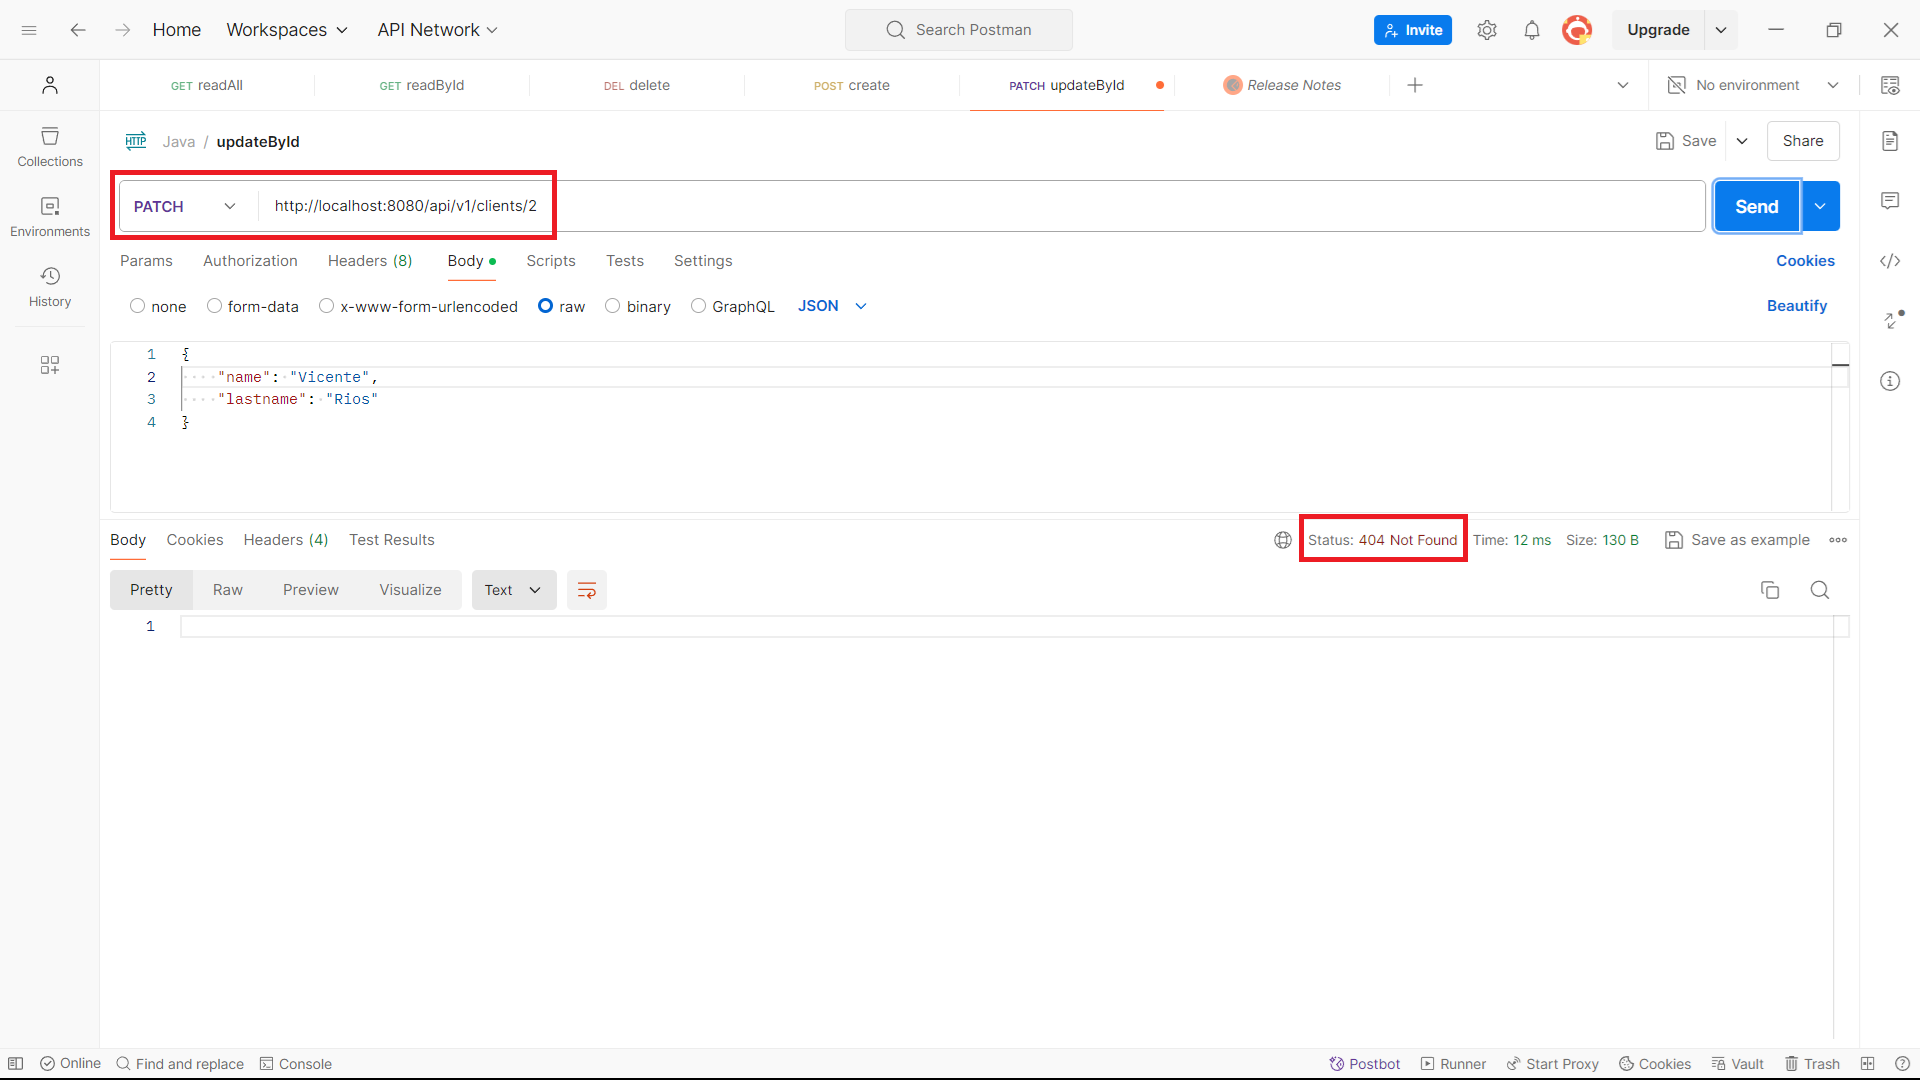 Home Workspaces API Network Search Postman Invite Upgrade
GET readAll GET readById DEL delete POST create PATCH updateById Release Notes No environment
HTTP Java / updateById Save Share
Collections
Environments
History
PATCH http://localhost:8080/api/v1/clients/2 Send
Params Authorization Headers (8) Body Scripts Tests Settings Cookies
none form-data x-www-form-urlencoded raw binary GraphQL JSON Beautify
1 {
2 "name": "Vicente",
3 "lastname": "Rios"
4 }
Body Cookies Headers (4) Test Results Status: 404 Not Found Time: 12 ms Size: 130 B Save as example
Pretty Raw Preview Visualize Text
1
Online Find and replace Console Postbot Runner Start Proxy Cookies Vault Trash